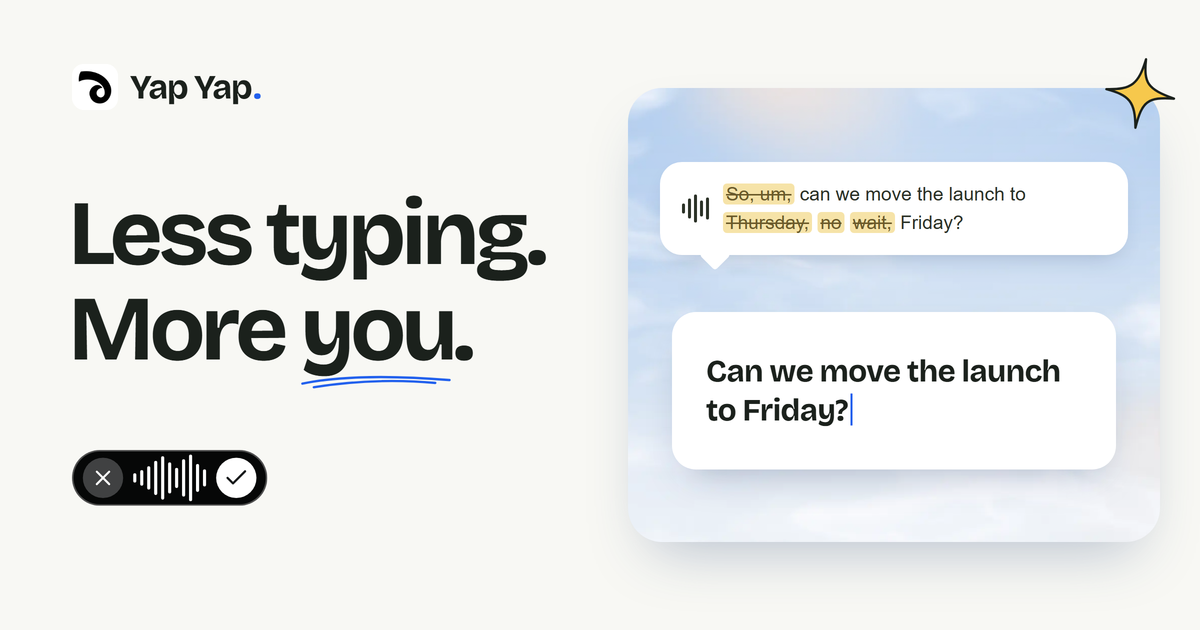 Yap Yap.
Less typing.
More you.
So, um, can we move the launch to
Thursday, no wait, Friday?
Can we move the launch
to Friday?